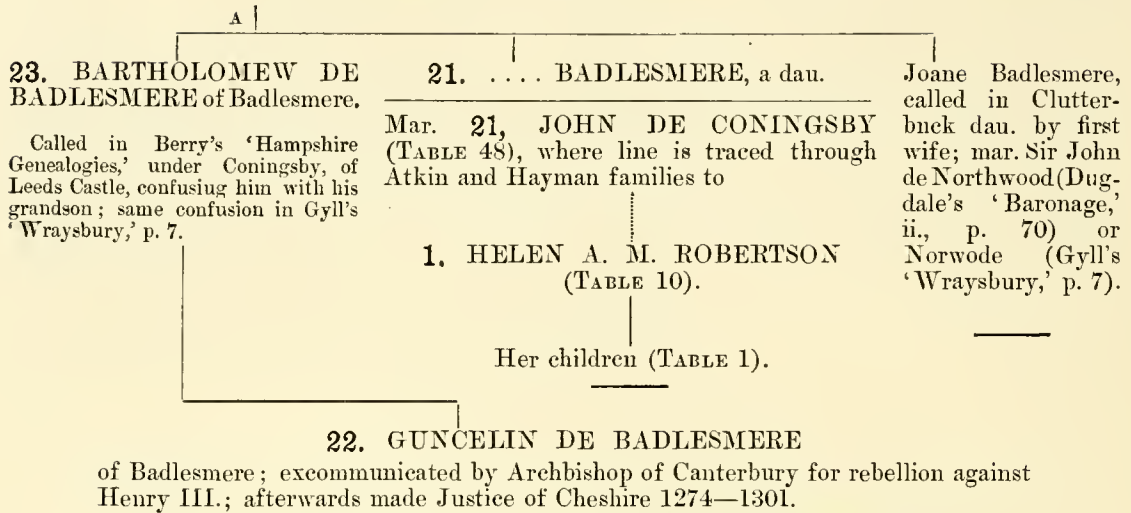 A
23. BARTHOLOMEW DE
BADLESMERE of Badlesmere.
Called in Berry's 'Hampshire
Genealogies,' under Coningsby, of
Leeds Castle, confusing him with his
grandson; same confusion in Gyll's
'Wraysbury,' p. 7.
21. .... BADLESMERE, a dau.
Mar. 21, JOHN DE CONINGSBY
(TABLE 48), where line is traced through
Atkin and Hayman families to
1. HELEN A. M. ROBERTSON
(TABLE 10).
Her children (TABLE 1).
Joane Badlesmere,
called in Clutter-
buck dau. by first
wife; mar. Sir John
de Northwood (Dug-
dale's 'Baronage,'
ii., p. 70) or
Norwode (Gyll's
'Wraysbury,' p. 7).
22. GUNCELIN DE BADLESMERE
of Badlesmere; excommunicated by Archbishop of Canterbury for rebellion against
Henry III.; afterwards made Justice of Cheshire 1274—1301.